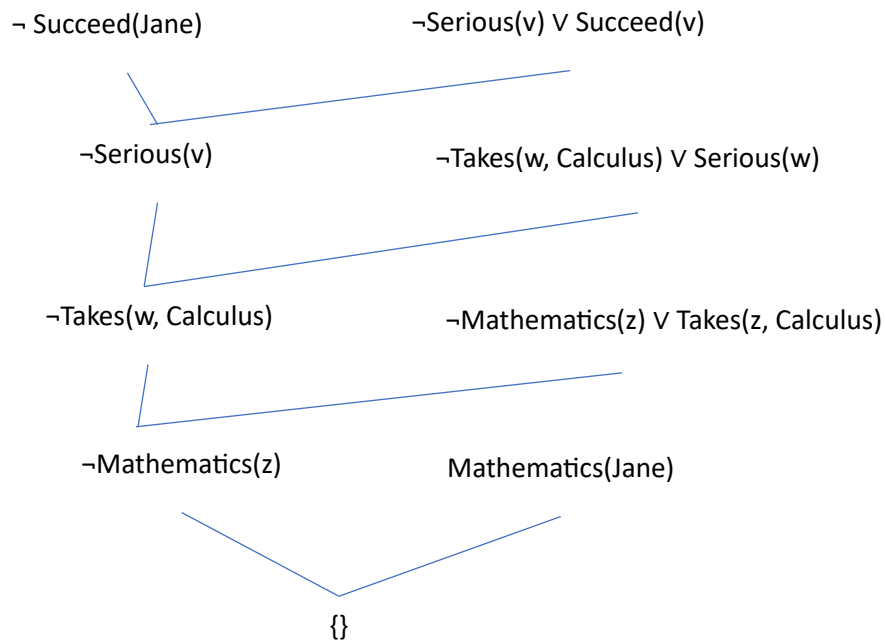 ¬ Succeed(Jane)
¬Serious(v) V Succeed(v)
¬Serious(v)
¬Takes(w, Calculus) V Serious(w)
¬Takes(w, Calculus)
¬Mathematics(z) V Takes(z, Calculus)
¬Mathematics(z)
Mathematics(Jane)
{}